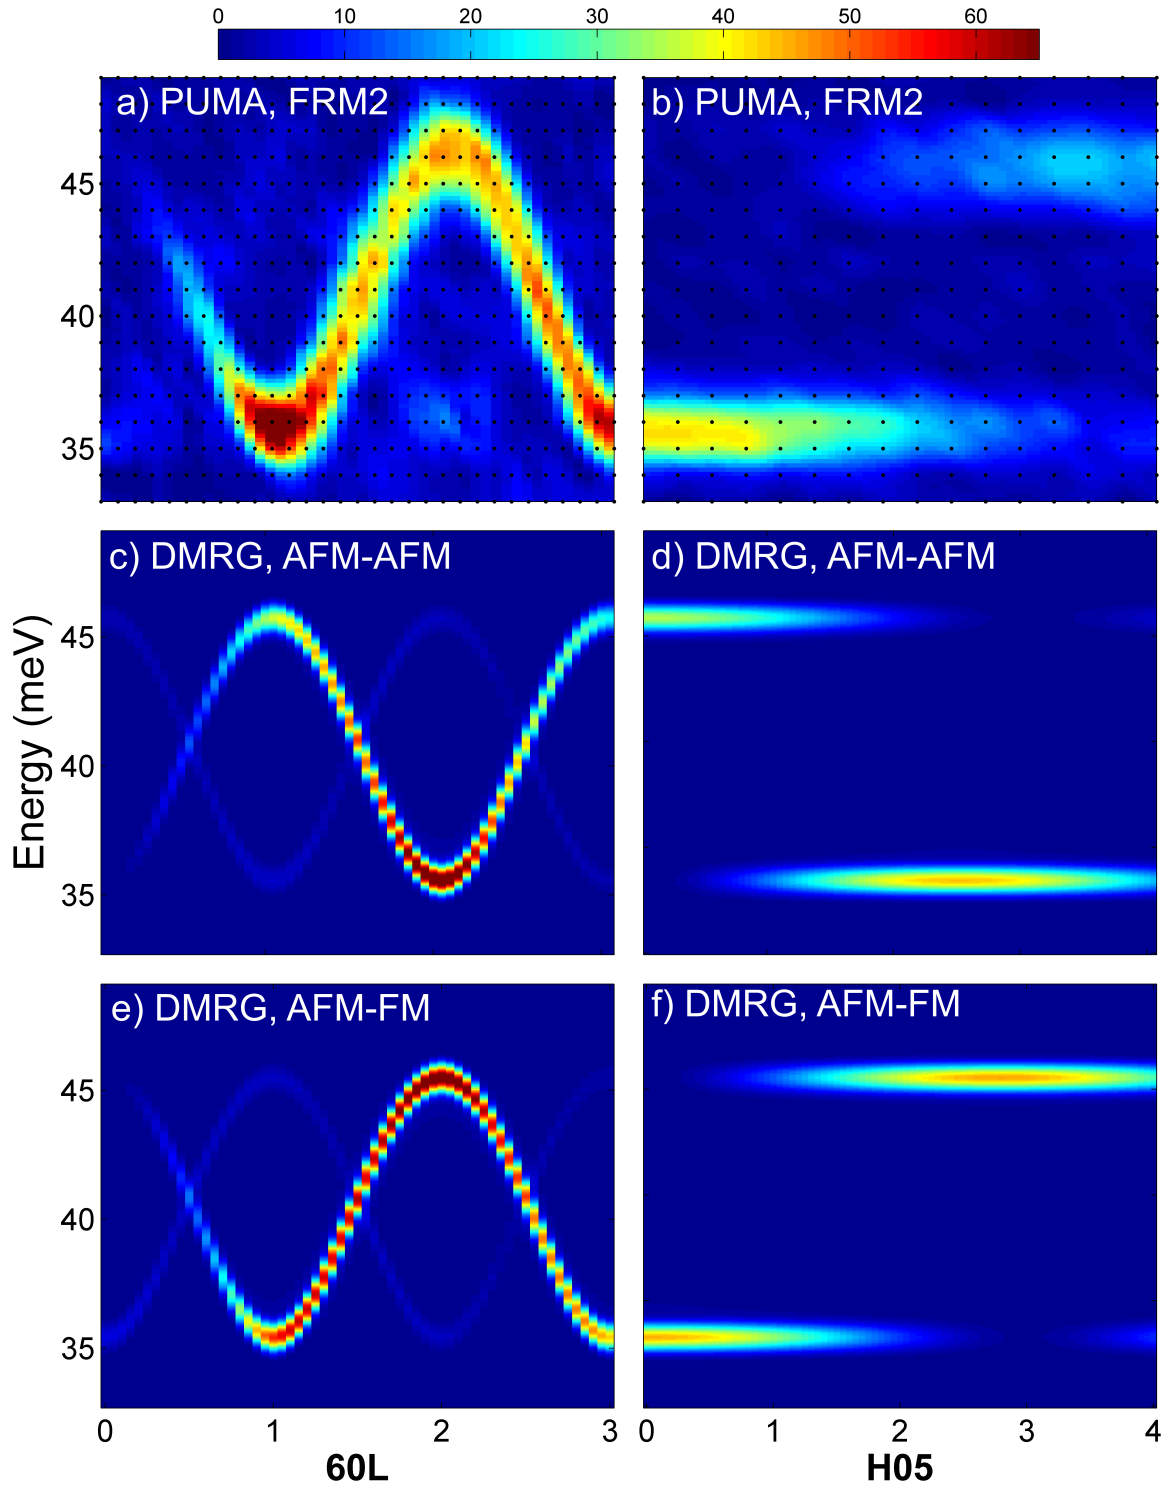 0 10 20 30 40 50 60
a) PUMA, FRM2 b) PUMA, FRM2
45
40
35
c) DMRG, AFM-AFM d) DMRG, AFM-AFM
45
40
35
Energy (meV)
e) DMRG, AFM-FM f) DMRG, AFM-FM
45
40
35
0 1 2 3 0 1 2 3 4
60L H05